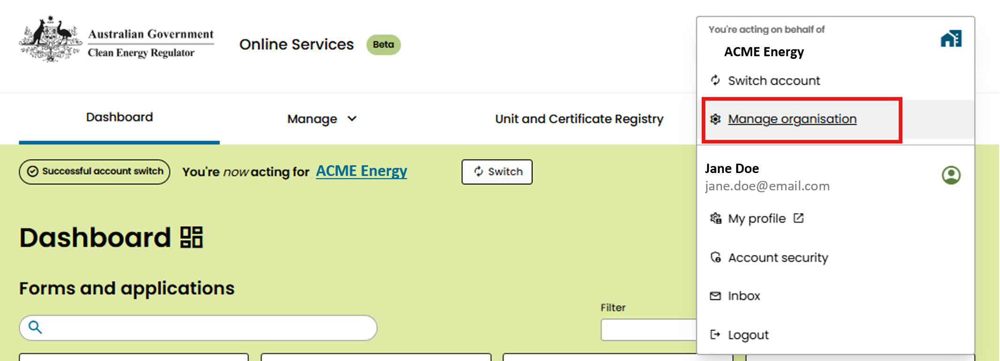 Australian Government
Clean Energy Regulator
Online Services
Beta
You're acting on behalf of
ACME Energy
Switch account
Manage organisation
Dashboard
Manage
Unit and Certificate Registry
Successful account switch
You're now acting for ACME Energy
Switch
Jane Doe
jane.doe@email.com
My profile
Account security
Inbox
Logout
Dashboard
Forms and applications
Filter